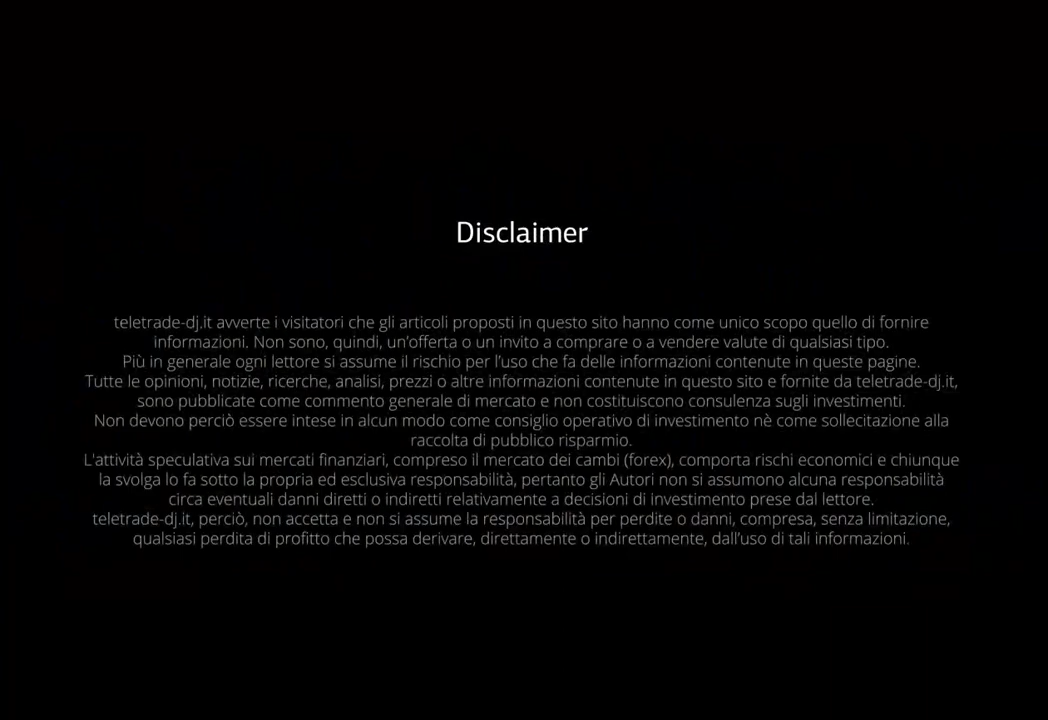 Disclaimer
teletrade-dj.it avverte i visitatori che gli articoli proposti in questo sito hanno come unico scopo quello di fornire
informazioni. Non sono, quindi, un'offerta o un invito a comprare o a vendere valute di qualsiasi tipo.
Più in generale ogni lettore si assume il rischio per l'uso che fa delle informazioni contenute in queste pagine.
Tutte le opinioni, notizie, ricerche, analisi, prezzi o altre informazioni contenute in questo sito e fornite da teletrade-dj.it,
sono pubblicate come commento generale di mercato e non costituiscono consulenza sugli investimenti.
Non devono perciò essere intese in alcun modo come consiglio operativo di investimento nè come sollecitazione alla
raccolta di pubblico risparmio.
L'attività speculativa sui mercati finanziari, compreso il mercato dei cambi (forex), comporta rischi economici e chiunque
la svolga lo fa sotto la propria ed esclusiva responsabilità, pertanto gli Autori non si assumono alcuna responsabilità
circa eventuali danni diretti o indiretti relativamente a decisioni di investimento prese dal lettore.
teletrade-dj.it, perciò, non accetta e non si assume la responsabilità per perdite o danni, compresa, senza limitazione,
qualsiasi perdita di profitto che possa derivare, direttamente o indirettamente, dall'uso di tali informazioni.